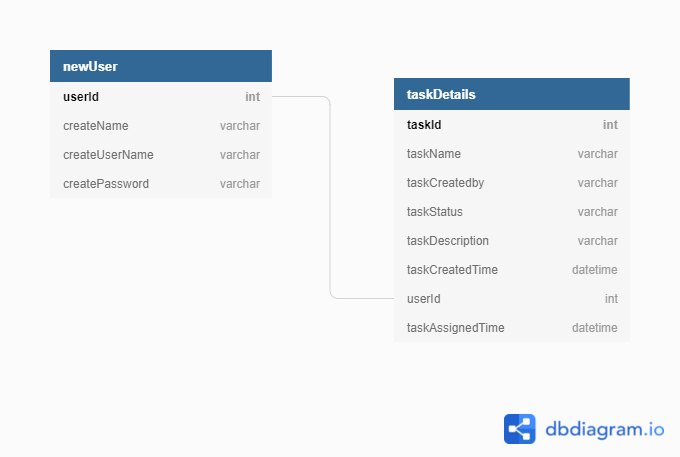 newUser
userId int
createName varchar
createUserName varchar
createPassword varchar
taskDetails
taskId int
taskName varchar
taskCreatedby varchar
taskStatus varchar
taskDescription varchar
taskCreatedTime datetime
userId int
taskAssignedTime datetime
dbdiagram.io